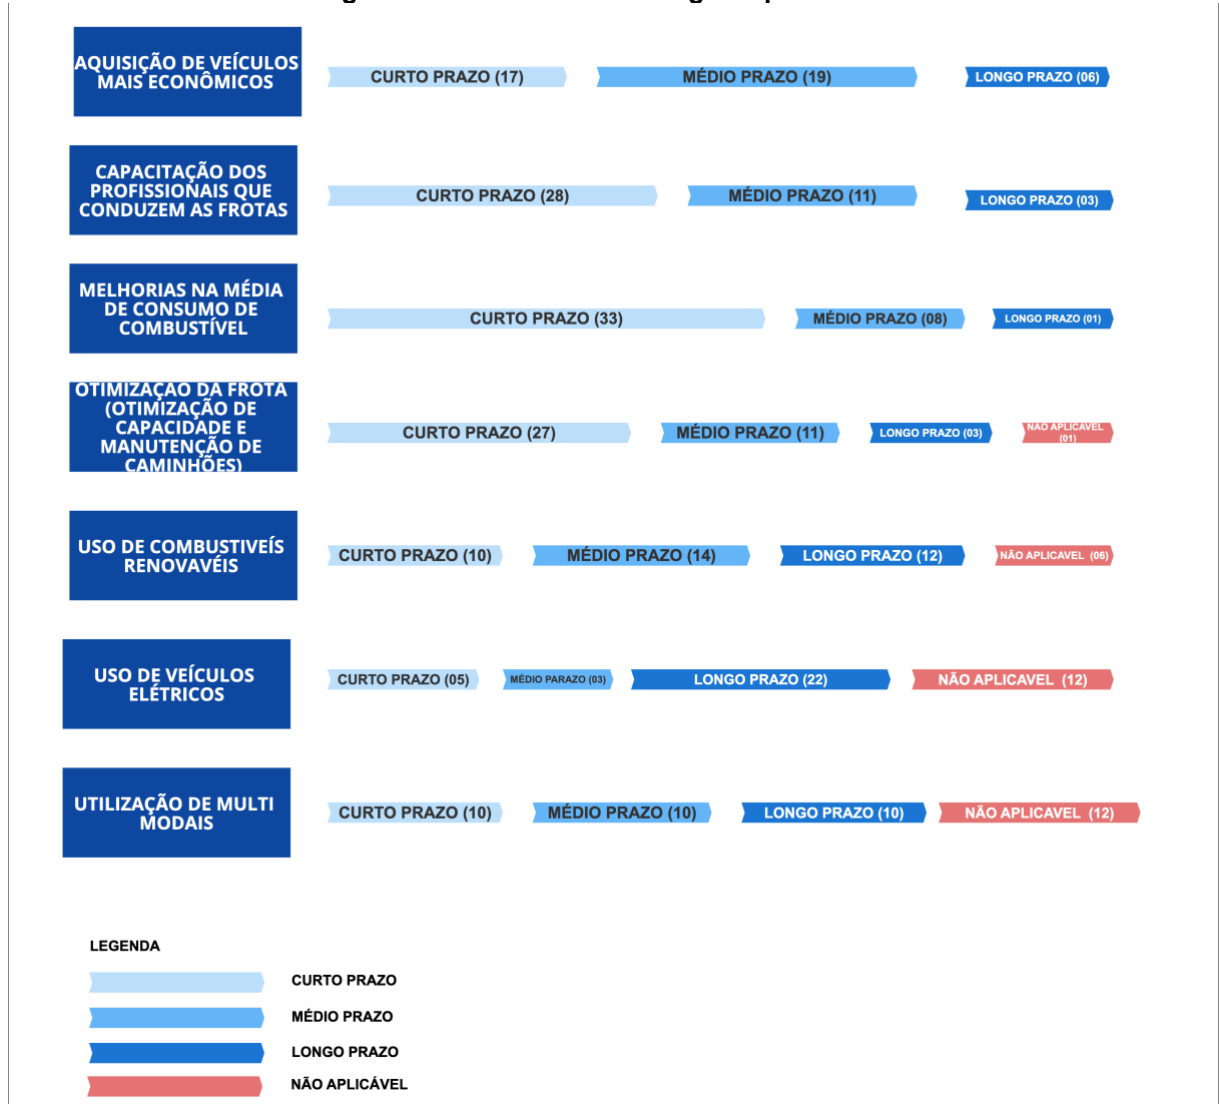 AQUISIÇÃO DE VEÍCULOS
MAIS ECONÔMICOS
CURTO PRAZO (17)
MÉDIO PRAZO (19)
LONGO PRAZO (06)
CAPACITAÇÃO DOS
PROFISSIONAIS QUE
CONDUZEM AS FROTAS
CURTO PRAZO (28)
MÉDIO PRAZO (11)
LONGO PRAZO (03)
MELHORIAS NA MÉDIA
DE CONSUMO DE
COMBUSTÍVEL
CURTO PRAZO (33)
MÉDIO PRAZO (08)
LONGO PRAZO (01)
OTIMIZAÇÃO DA FROTA
(OTIMIZAÇÃO DE
CAPACIDADE E
MANUTENÇÃO DE
CAMINHÕES)
CURTO PRAZO (27)
MÉDIO PRAZO (11)
LONGO PRAZO (03)
NÃO APLICAVEL
(01)
USO DE COMBUSTIVEÍS
RENOVAVÉIS
CURTO PRAZO (10)
MÉDIO PRAZO (14)
LONGO PRAZO (12)
NÃO APLICAVEL (06)
USO DE VEÍCULOS
ELÉTRICOS
CURTO PRAZO (05)
MÉDIO PARAZO (03)
LONGO PRAZO (22)
NÃO APLICAVEL (12)
UTILIZAÇÃO DE MULTI
MODAIS
CURTO PRAZO (10)
MÉDIO PRAZO (10)
LONGO PRAZO (10)
NÃO APLICAVEL (12)
LEGENDA
CURTO PRAZO
MÉDIO PRAZO
LONGO PRAZO
NÃO APLICÁVEL